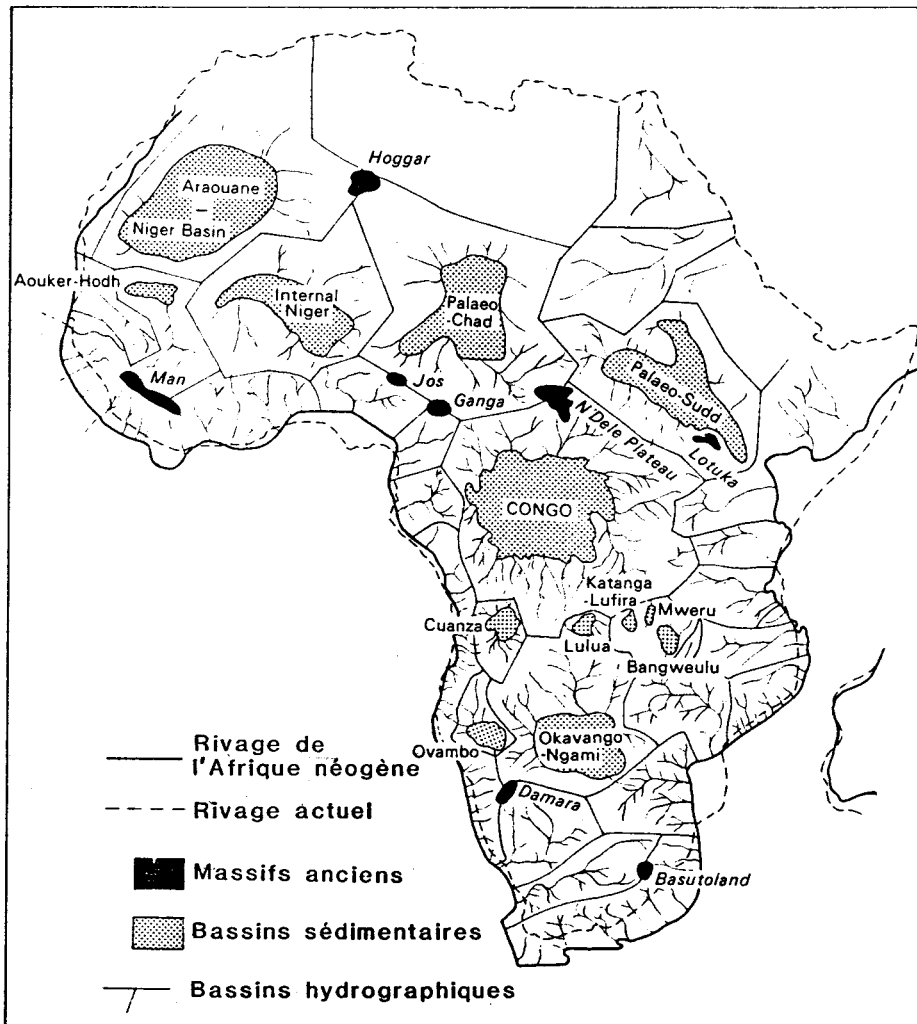 Hoggar
Araouane
–
Niger Basin
Aouker-Hodh
Internal
Niger
Palaeo
-Chad
Palaeo-Sudd
Man
Jos
Ganga
N'Dele Plateau
Lotuka
CONGO
Katanga
-Lufira
Mweru
Cuanza
Lulua
Bangweulu
Ovambo
Okavango
-Ngami
Damara
Basutoland
Rivage de
l'Afrique néogène
Rivage actuel
Massifs anciens
Bassins sédimentaires
Bassins hydrographiques